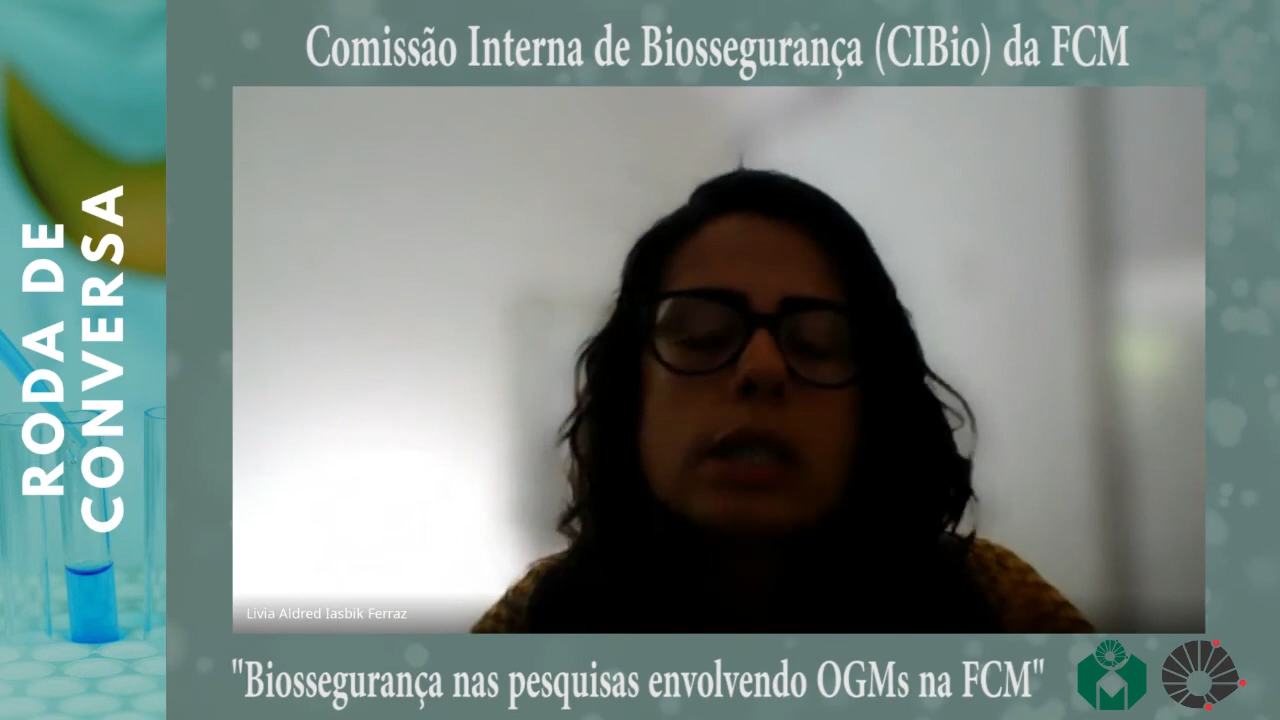 Comissão Interna de Biossegurança (CIBio) da FCM
RODA DE
CONVERSA
Livia Aldred Iasbik Ferraz
"Biossegurança nas pesquisas envolvendo OGMs na FCM"